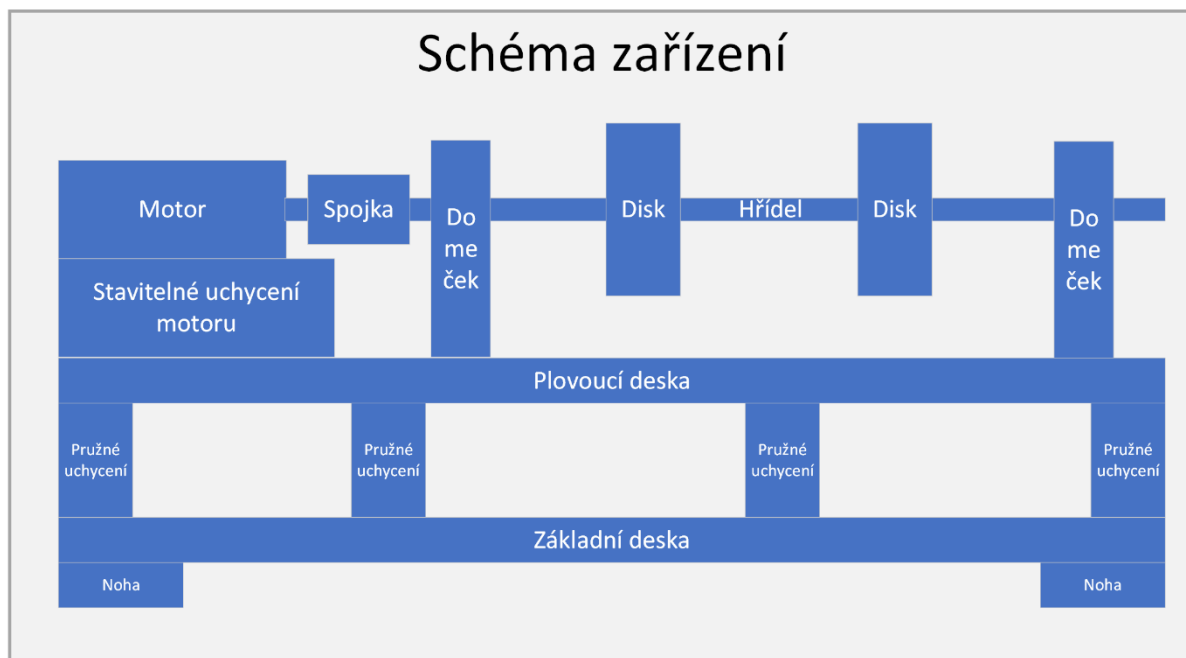 Schéma zařízení
Motor
Spojka
Do
me
ček
Disk
Hřídel
Disk
Do
me
ček
Stavitelné uchycení
motoru
Plovoucí deska
Pružné
uchycení
Pružné
uchycení
Pružné
uchycení
Pružné
uchycení
Základní deska
Noha
Noha